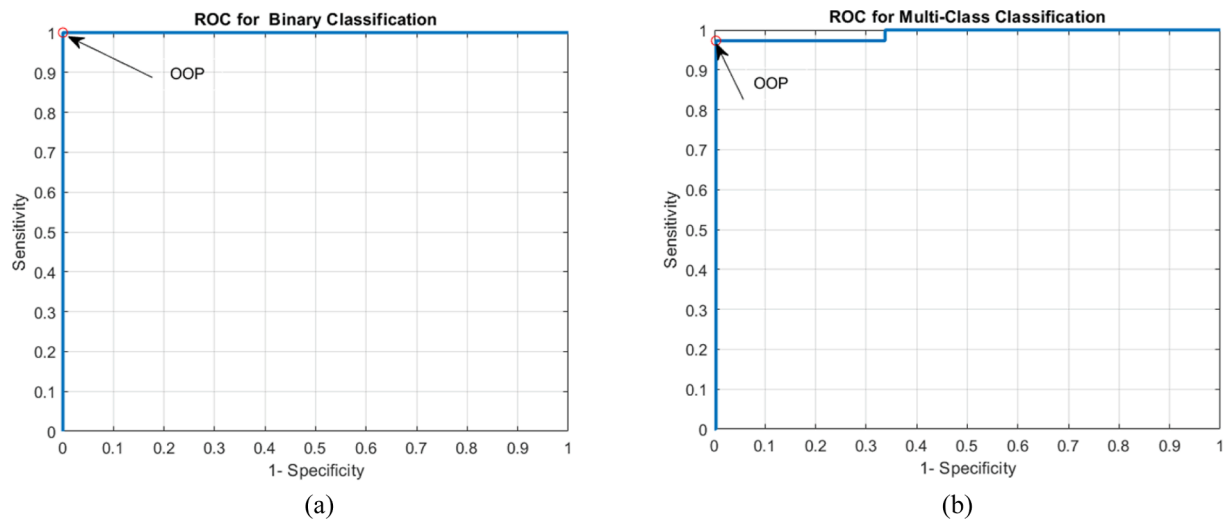 ROC for Binary Classification
1
0.9
0.8
0.7
0.6
0.5
0.4
0.3
0.2
0.1
0
Sensitivity
OOP
0 0.1 0.2 0.3 0.4 0.5 0.6 0.7 0.8 0.9 1
1- Specificity
(a)
ROC for Multi-Class Classification
1
0.9
0.8
0.7
0.6
0.5
0.4
0.3
0.2
0.1
0
Sensitivity
OOP
0 0.1 0.2 0.3 0.4 0.5 0.6 0.7 0.8 0.9 1
1- Specificity
(b)